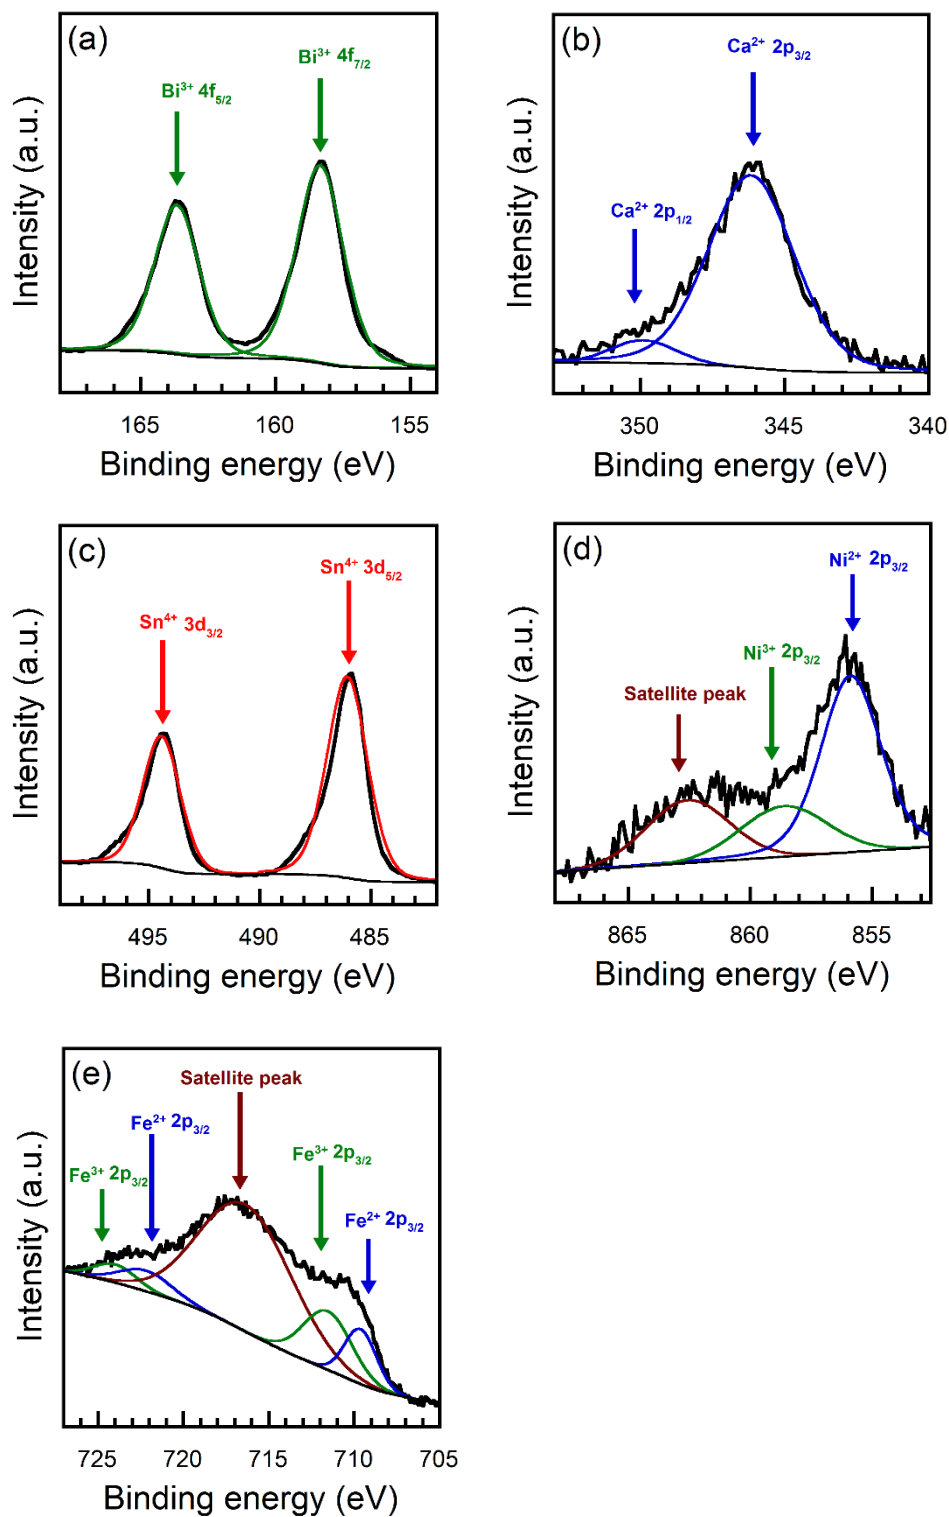 (a)
Bi³⁺ 4f₇/₂
Bi³⁺ 4f₅/₂
Intensity (a.u.)
165 160 155
Binding energy (eV)
(b)
Ca²⁺ 2p₃/₂
Ca²⁺ 2p₁/₂
Intensity (a.u.)
350 345 340
Binding energy (eV)
(c)
Sn⁴⁺ 3d₅/₂
Sn⁴⁺ 3d₃/₂
Intensity (a.u.)
495 490 485
Binding energy (eV)
(d)
Ni²⁺ 2p₃/₂
Ni³⁺ 2p₃/₂
Satellite peak
Intensity (a.u.)
865 860 855
Binding energy (eV)
(e)
Satellite peak
Fe²⁺ 2p₃/₂
Fe³⁺ 2p₃/₂
Fe³⁺ 2p₃/₂
Fe²⁺ 2p₃/₂
Intensity (a.u.)
725 720 715 710 705
Binding energy (eV)